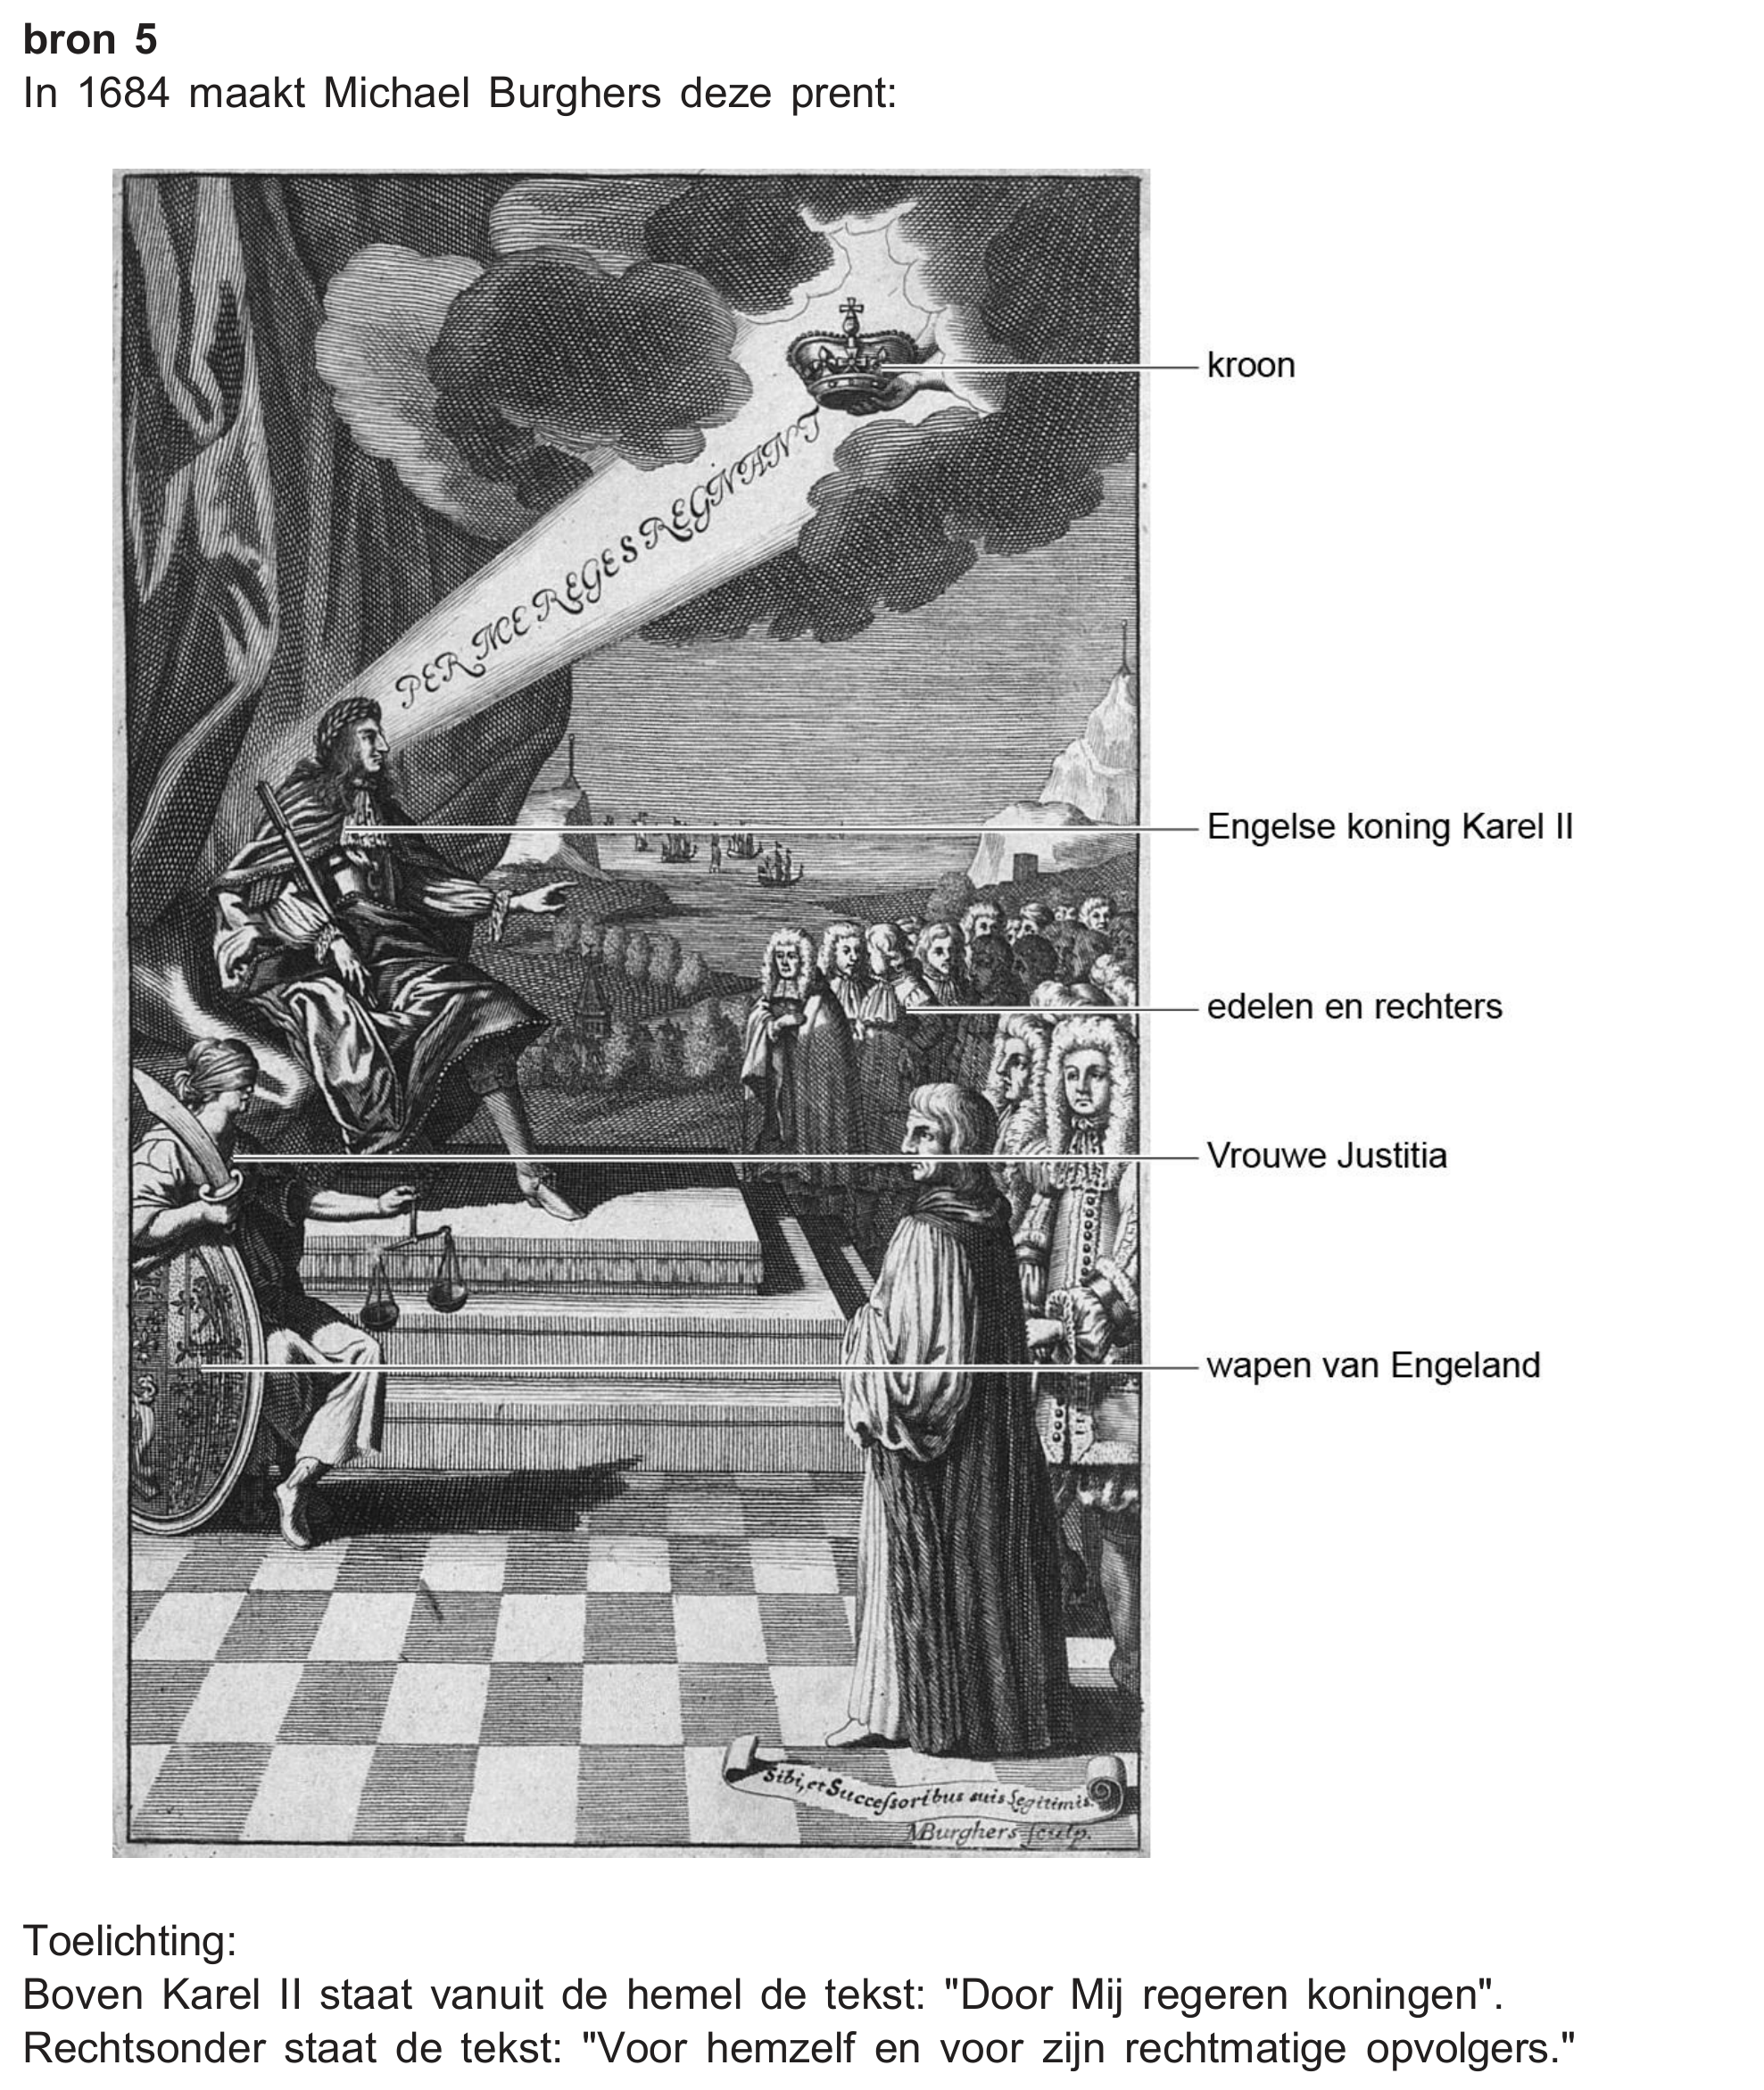 bron 5
In 1684 maakt Michael Burghers deze prent:
kroon
PER ME REGES REGNANT
Engelse koning Karel II
edelen en rechters
Vrouwe Justitia
wapen van Engeland
Sibi, et Succeſsoribus suis Legitimis.
MBurghers ſculp.
Toelichting:
Boven Karel II staat vanuit de hemel de tekst: "Door Mij regeren koningen".
Rechtsonder staat de tekst: "Voor hemzelf en voor zijn rechtmatige opvolgers."